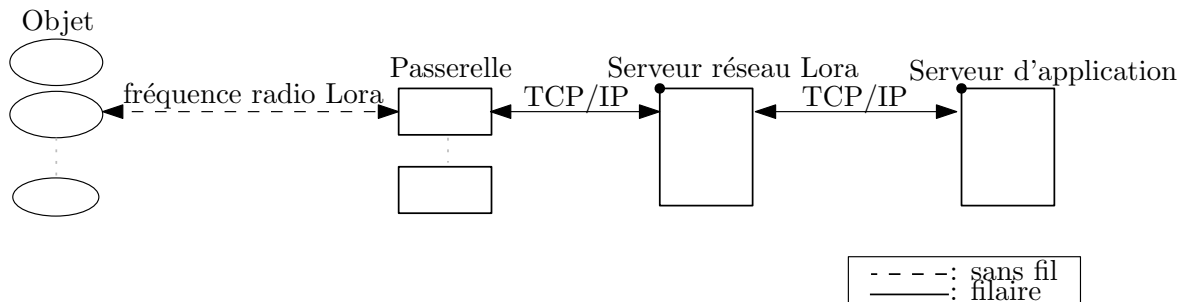 Objet
Passerelle
Serveur réseau Lora
Serveur d'application
fréquence radio Lora
TCP/IP
TCP/IP
: sans fil
: filaire